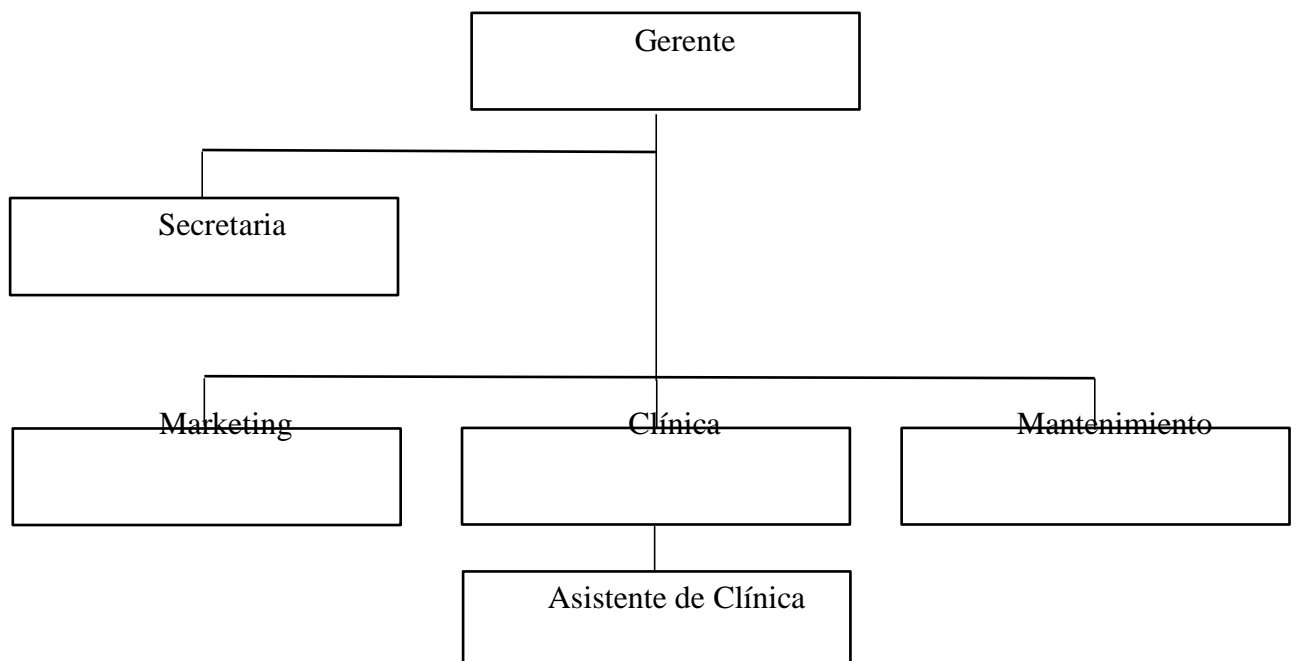 Gerente
Secretaria
Marketing
Clínica
Mantenimiento
Asistente de Clínica